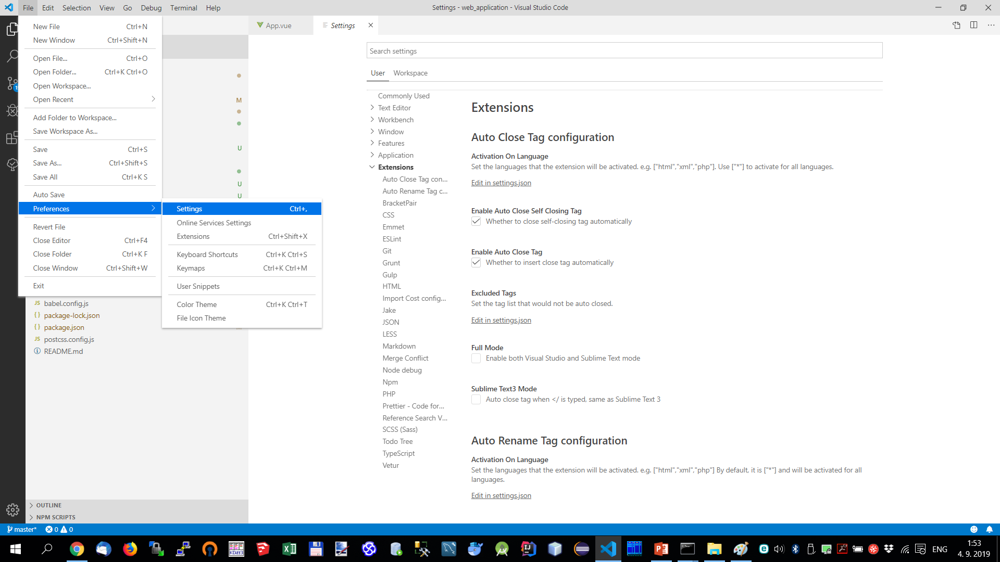 File Edit Selection View Go Debug Terminal Help
Settings - web_application - Visual Studio Code
New File Ctrl+N
New Window Ctrl+Shift+N
Open File... Ctrl+O
Open Folder... Ctrl+K Ctrl+O
Open Workspace...
Open Recent
Add Folder to Workspace...
Save Workspace As...
Save Ctrl+S
Save As... Ctrl+Shift+S
Save All Ctrl+K S
Auto Save
Preferences
Revert File
Close Editor Ctrl+F4
Close Folder Ctrl+K F
Close Window Ctrl+Shift+W
Exit
Settings Ctrl+,
Online Services Settings
Extensions Ctrl+Shift+X
Keyboard Shortcuts Ctrl+K Ctrl+S
Keymaps Ctrl+K Ctrl+M
User Snippets
Color Theme Ctrl+K Ctrl+T
File Icon Theme
M
U
U
U
JS babel.config.js
{} package-lock.json
{} package.json
JS postcss.config.js
README.md
OUTLINE
NPM SCRIPTS
App.vue
Settings
Search settings
User Workspace
Commonly Used
Text Editor
Workbench
Window
Features
Application
Extensions
Auto Close Tag con...
Auto Rename Tag c...
BracketPair
CSS
Emmet
ESLint
Git
Grunt
Gulp
HTML
Import Cost config...
Jake
JSON
LESS
Markdown
Merge Conflict
Node debug
Npm
PHP
Prettier - Code for...
Reference Search V...
SCSS (Sass)
Todo Tree
TypeScript
Vetur
Extensions
Auto Close Tag configuration
Activation On Language
Set the languages that the extension will be activated. e.g. ["html","xml","php"]. Use ["*"] to activate for all languages.
Edit in settings.json
Enable Auto Close Self Closing Tag
Whether to close self-closing tag automatically
Enable Auto Close Tag
Whether to insert close tag automatically
Excluded Tags
Set the tag list that would not be auto closed.
Edit in settings.json
Full Mode
Enable both Visual Studio and Sublime Text mode
Sublime Text3 Mode
Auto close tag when </ is typed, same as Sublime Text 3
Auto Rename Tag configuration
Activation On Language
Set the languages that the extension will be activated. e.g. ["html","xml","php"] By default, it is ["*"] and will be activated for all
languages.
Edit in settings.json
master* 0 0
ENG
1:53
4. 9. 2019